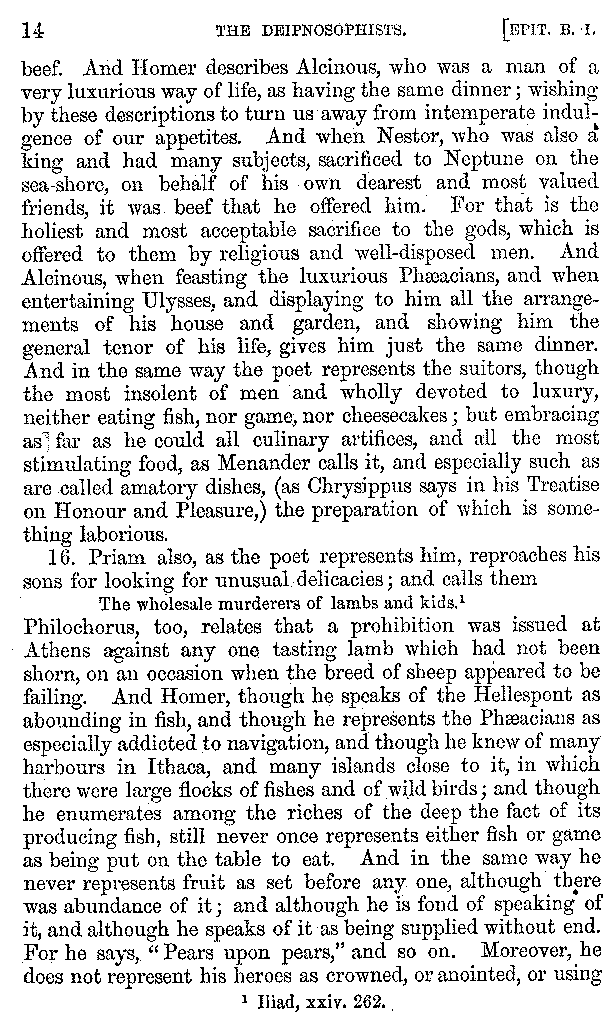 14 THE DEIPNOSOPHISTS. [EPIT. B. I.
beef. And Homer describes Alcinous, who was a man of a
very luxurious way of life, as having the same dinner; wishing
by these descriptions to turn us away from intemperate indul-
gence of our appetites. And when Nestor, who was also a
king and had many subjects, sacrificed to Neptune on the
sea-shore, on behalf of his own dearest and most valued
friends, it was beef that he offered him. For that is the
holiest and most acceptable sacrifice to the gods, which is
offered to them by religious and well-disposed men. And
Alcinous, when feasting the luxurious Phæacians, and when
entertaining Ulysses, and displaying to him all the arrange-
ments of his house and garden, and showing him the
general tenor of his life, gives him just the same dinner.
And in the same way the poet represents the suitors, though
the most insolent of men and wholly devoted to luxury,
neither eating fish, nor game, nor cheesecakes; but embracing
as far as he could all culinary artifices, and all the most
stimulating food, as Menander calls it, and especially such as
are called amatory dishes, (as Chrysippus says in his Treatise
on Honour and Pleasure,) the preparation of which is some-
thing laborious.
16. Priam also, as the poet represents him, reproaches his
sons for looking for unusual delicacies; and calls them
The wholesale murderers of lambs and kids.¹
Philochorus, too, relates that a prohibition was issued at
Athens against any one tasting lamb which had not been
shorn, on an occasion when the breed of sheep appeared to be
failing. And Homer, though he speaks of the Hellespont as
abounding in fish, and though he represents the Phæacians as
especially addicted to navigation, and though he knew of many
harbours in Ithaca, and many islands close to it, in which
there were large flocks of fishes and of wild birds; and though
he enumerates among the riches of the deep the fact of its
producing fish, still never once represents either fish or game
as being put on the table to eat. And in the same way he
never represents fruit as set before any one, although there
was abundance of it; and although he is fond of speaking of
it, and although he speaks of it as being supplied without end.
For he says, "Pears upon pears," and so on. Moreover, he
does not represent his heroes as crowned, or anointed, or using
¹ Iliad, xxiv. 262.